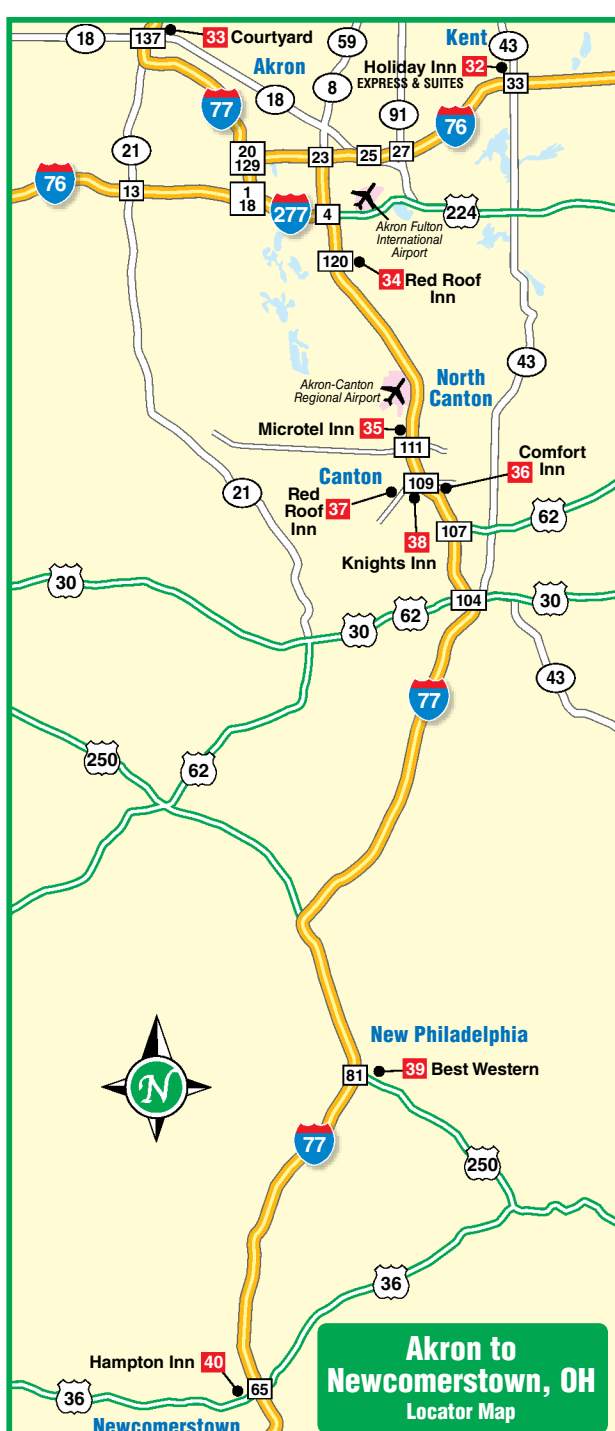 18
137
33 Courtyard
59
Kent
43
Akron
Holiday Inn 32
EXPRESS & SUITES
8
33
77
18
91
76
21
20
129
23
25
27
76
13
1
18
277
4
224
Akron Fulton
International
Airport
120
34 Red Roof
Inn
43
Akron-Canton
Regional Airport
North
Canton
Microtel Inn 35
111
Comfort
Inn
36
Canton
109
21
Red
Roof
Inn
37
38
Knights Inn
107
62
30
104
30
62
30
43
77
250
62
New Philadelphia
81
39 Best Western
N
77
250
36
Hampton Inn 40
65
36
Newcomerstown
Akron to
Newcomerstown, OH
Locator Map